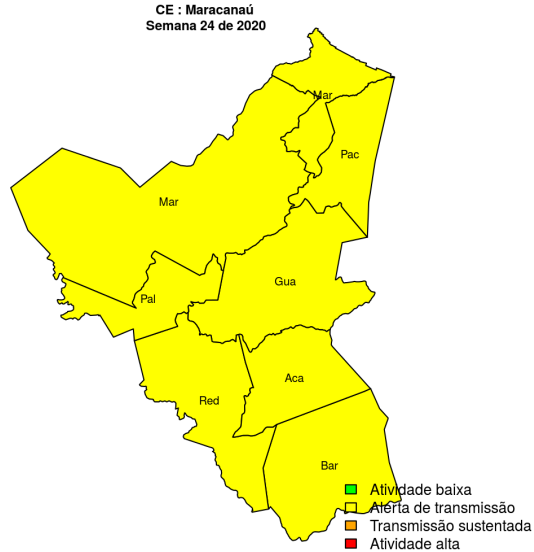 CE : Maracanaú
Semana 24 de 2020
Mar
Pac
Mar
Gua
Pal
Aca
Red
Bar
Atividade baixa
Alerta de transmissão
Transmissão sustentada
Atividade alta